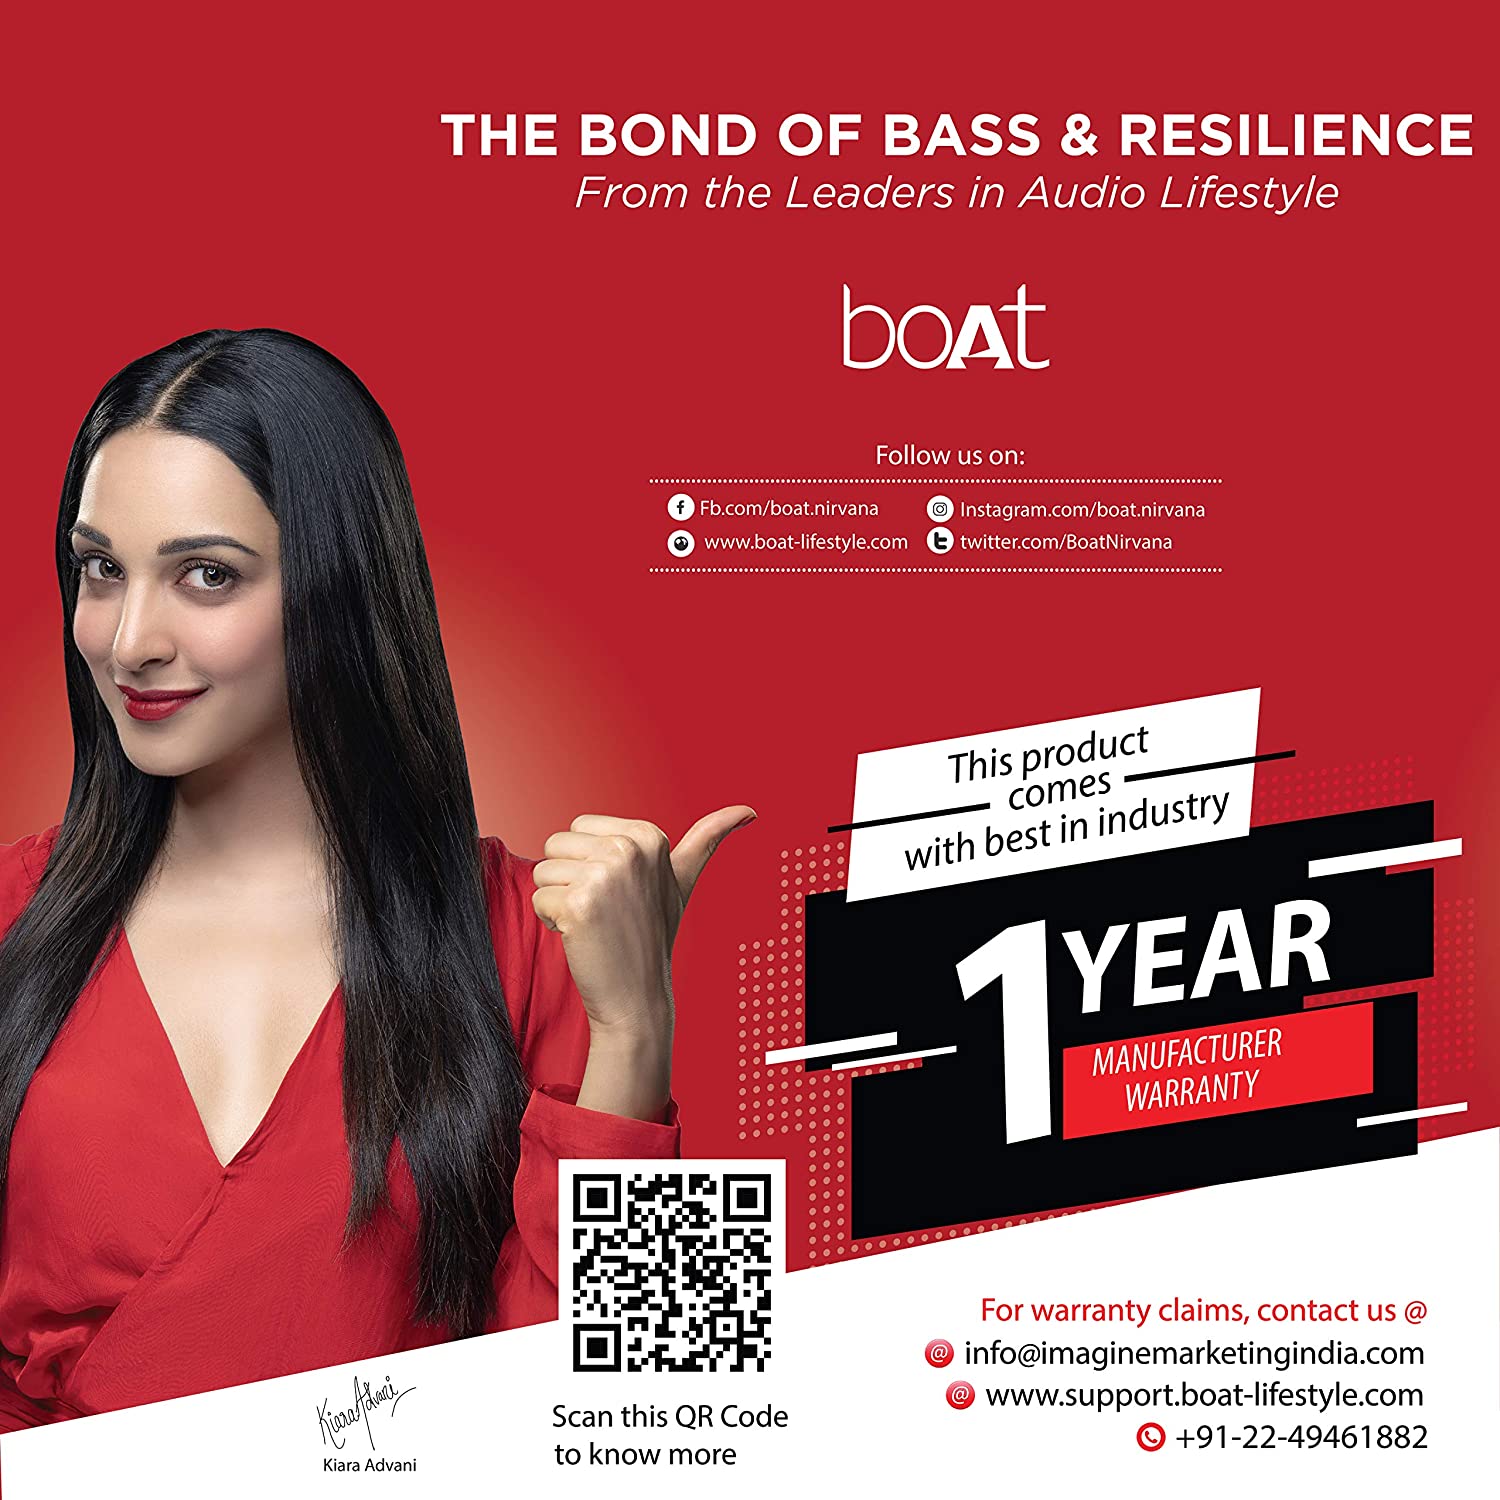 THE BOND OF BASS & RESILIENCE
From the Leaders in Audio Lifestyle
boAt
Follow us on:
Fb.com/boat.nirvana
Instagram.com/boat.nirvana
www.boat-lifestyle.com
twitter.com/BoatNirvana
This product
comes
with best in industry
1 YEAR
MANUFACTURER
WARRANTY
For warranty claims, contact us @
info@imaginemarketingindia.com
www.support.boat-lifestyle.com
+91-22-49461882
Scan this QR Code
to know more
Kiara Advani
Kiara Advani